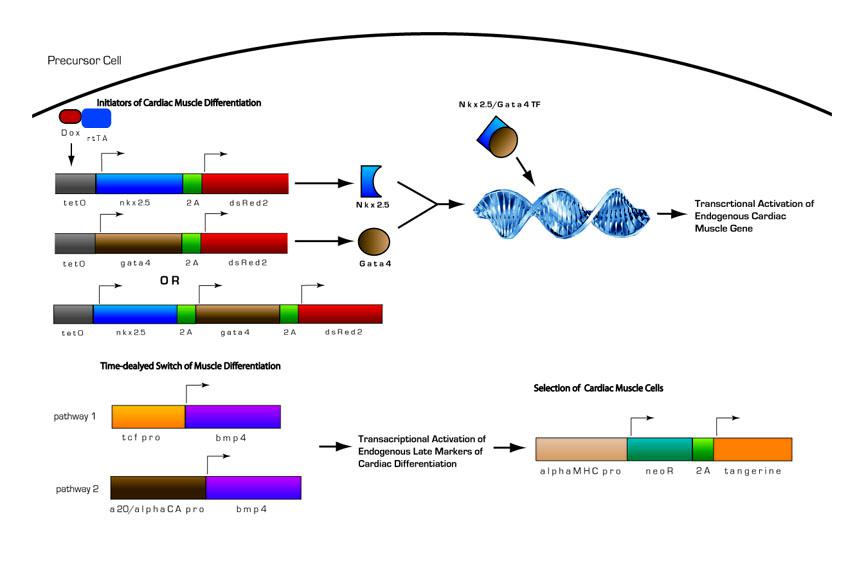 Precursor Cell
Initiators of Cardiac Muscle Differentiation
Nkx2.5/Gata4 TF
Dox rtTA
tetO nkx2.5 2A dsRed2
Nkx2.5
Transcrtional Activation of
Endogenous Cardiac
Muscle Gene
tetO gata4 2A dsRed2
Gata4
OR
tetO nkx2.5 2A gata4 2A dsRed2
Time-dealyed Switch of Muscle Differentiation
Selection of Cardiac Muscle Cells
pathway 1
tcf pro bmp4
Transacriptional Activation of
Endogenous Late Markers of
Cardiac Differentiation
alphaMHC pro neoR 2A tangerine
pathway 2
a20/alphaCA pro bmp4